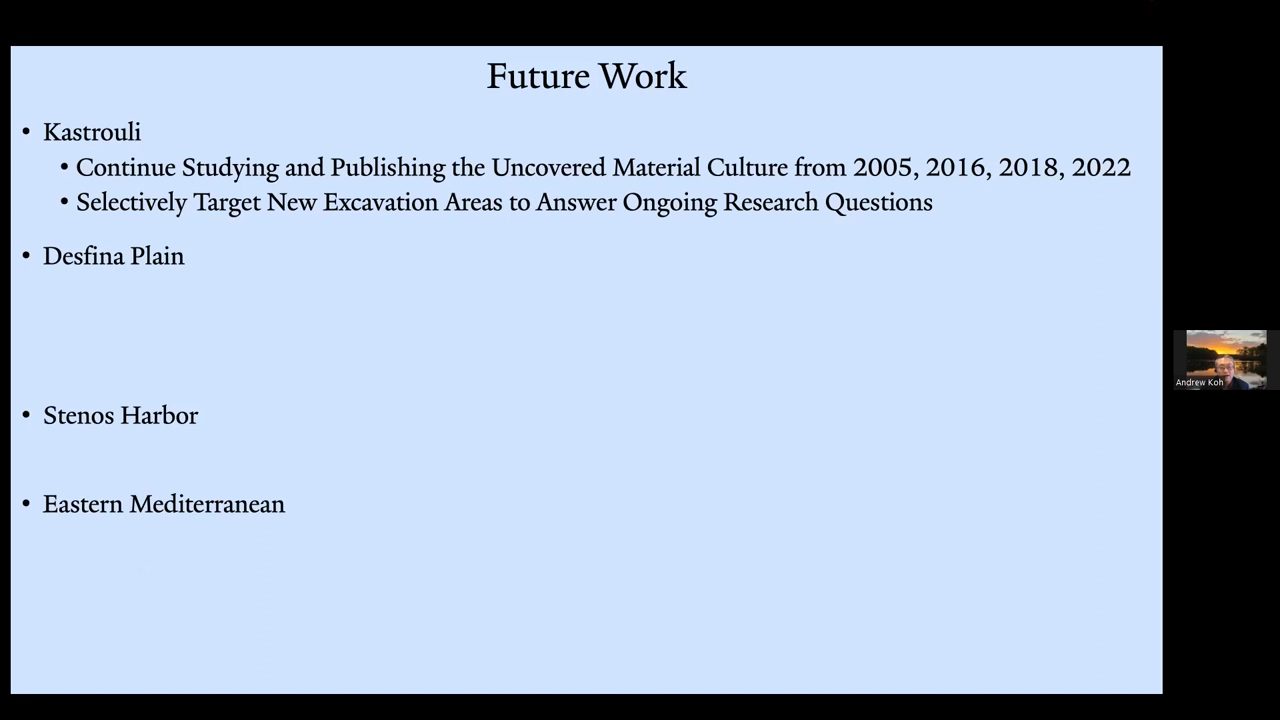 Future Work
• Kastrouli
• Continue Studying and Publishing the Uncovered Material Culture from 2005, 2016, 2018, 2022
• Selectively Target New Excavation Areas to Answer Ongoing Research Questions
• Desfina Plain
• Stenos Harbor
• Eastern Mediterranean
Andrew Koh